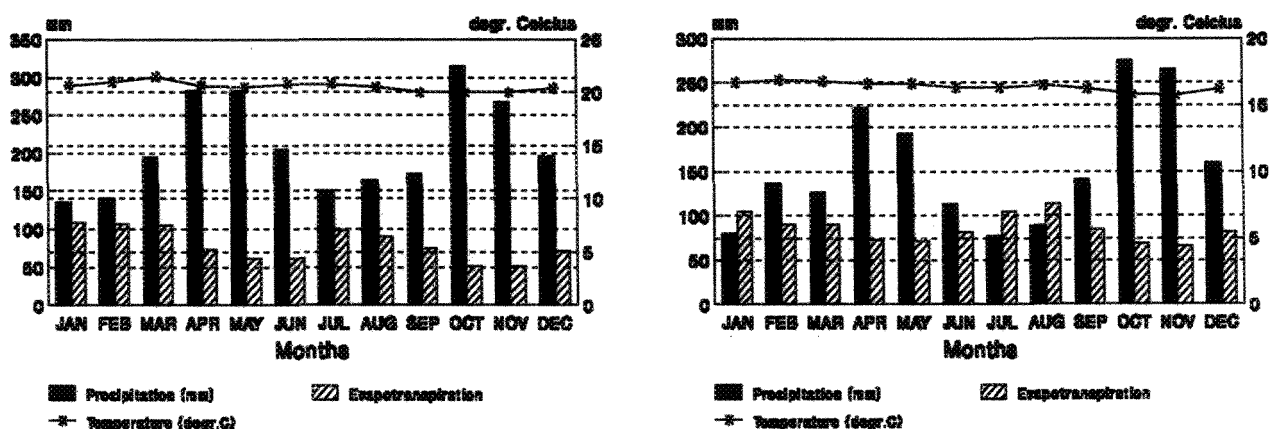 mm degr. Celcius
350 25
300 20
250
200 15
150 10
100 5
50
0 0
JAN FEB MAR APR MAY JUN JUL AUG SEP OCT NOV DEC
Months
Precipitation (mm) Evapotranspiration
Temperature (degr.C)
mm degr. Celcius
300 20
250 15
200
150 10
100 5
50
0 0
JAN FEB MAR APR MAY JUN JUL AUG SEP OCT NOV DEC
Months
Precipitation (mm) Evapotranspiration
Temperature (degr.C)